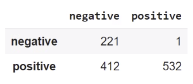 negative positive
negative 221 1
positive 412 532